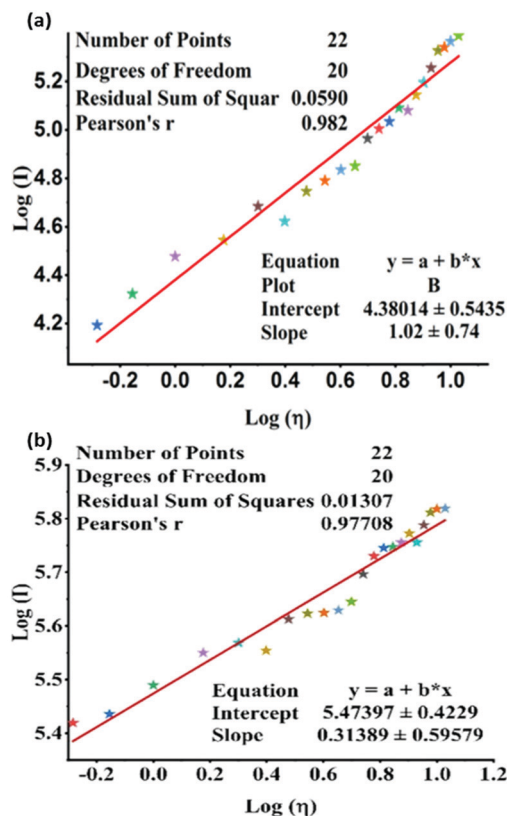 (a)
Number of Points 22
Degrees of Freedom 20
Residual Sum of Squar 0.0590
Pearson's r 0.982
Log (I)
5.2
5.0
4.8
4.6
4.4
4.2
Equation y = a + b*x
Plot B
Intercept 4.38014 ± 0.5435
Slope 1.02 ± 0.74
-0.2 0.0 0.2 0.4 0.6 0.8 1.0
Log (η)
(b)
Number of Points 22
Degrees of Freedom 20
Residual Sum of Squares 0.01307
Pearson's r 0.97708
Log (I)
5.9
5.8
5.7
5.6
5.5
5.4
Equation y = a + b*x
Intercept 5.47397 ± 0.4229
Slope 0.31389 ± 0.59579
-0.2 0.0 0.2 0.4 0.6 0.8 1.0 1.2
Log (η)